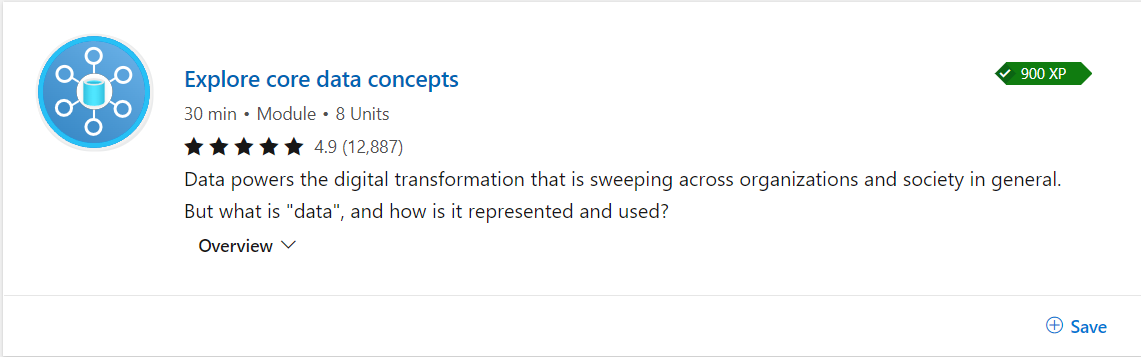 Explore core data concepts
900 XP
30 min • Module • 8 Units
4.9 (12,887)
Data powers the digital transformation that is sweeping across organizations and society in general.
But what is "data", and how is it represented and used?
Overview
Save